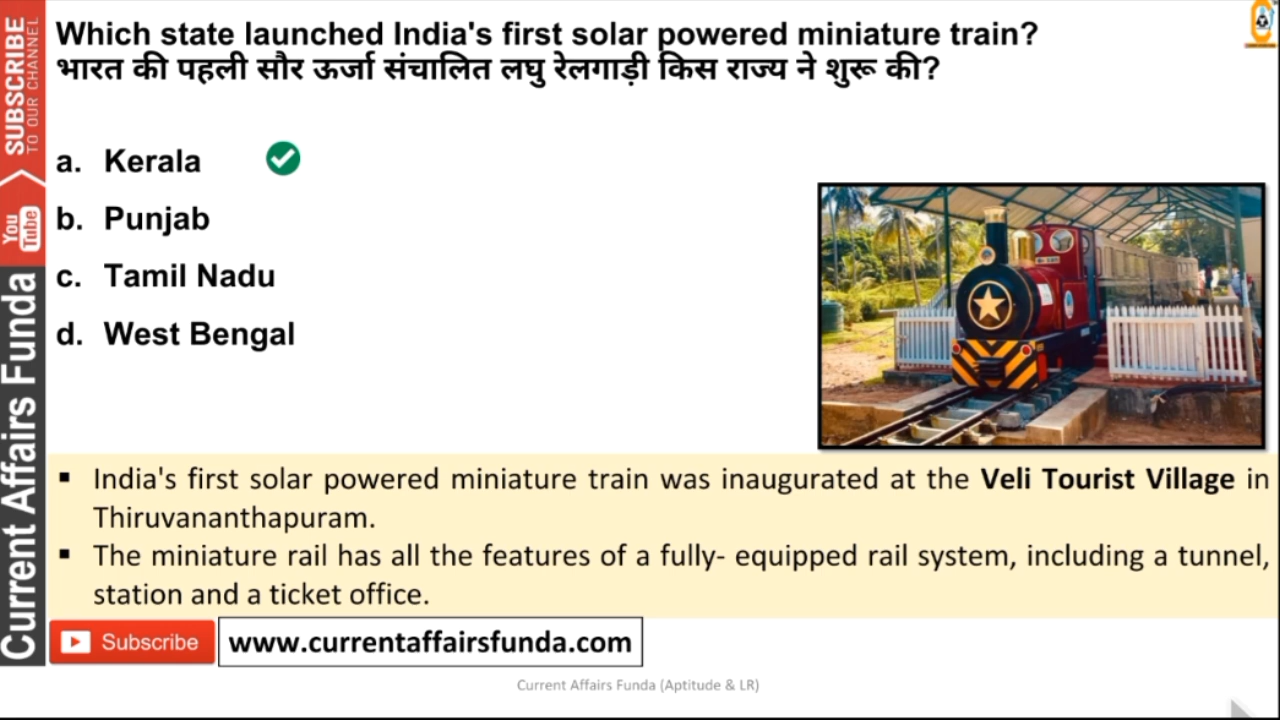 Which state launched India's first solar powered miniature train?
भारत की पहली सौर ऊर्जा संचालित लघु रेलगाड़ी किस राज्य ने शुरू की?
a. Kerala
b. Punjab
c. Tamil Nadu
d. West Bengal
▪ India's first solar powered miniature train was inaugurated at the Veli Tourist Village in
Thiruvananthapuram.
▪ The miniature rail has all the features of a fully- equipped rail system, including a tunnel,
station and a ticket office.
Subscribe
www.currentaffairsfunda.com
Current Affairs Funda (Aptitude & LR)
SUBSCRIBE
TO OUR CHANNEL
You
Tube
Current Affairs Funda